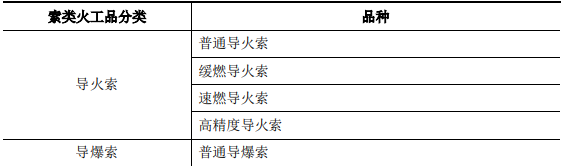 索类火工品分类 品种
普通导火索
缓燃导火索
导火索
速燃导火索
高精度导火索
导爆索 普通导爆索